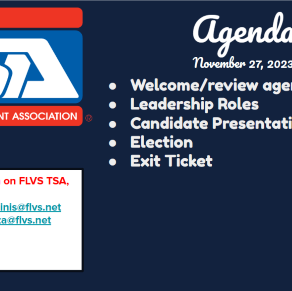 Agenda
November 27, 2023
SA
NT ASSOCIATION ®
• Welcome/review agen
• Leadership Roles
• Candidate Presentati
• Election
• Exit Ticket
on FLVS TSA,
inis@flvs.net
a@flvs.net